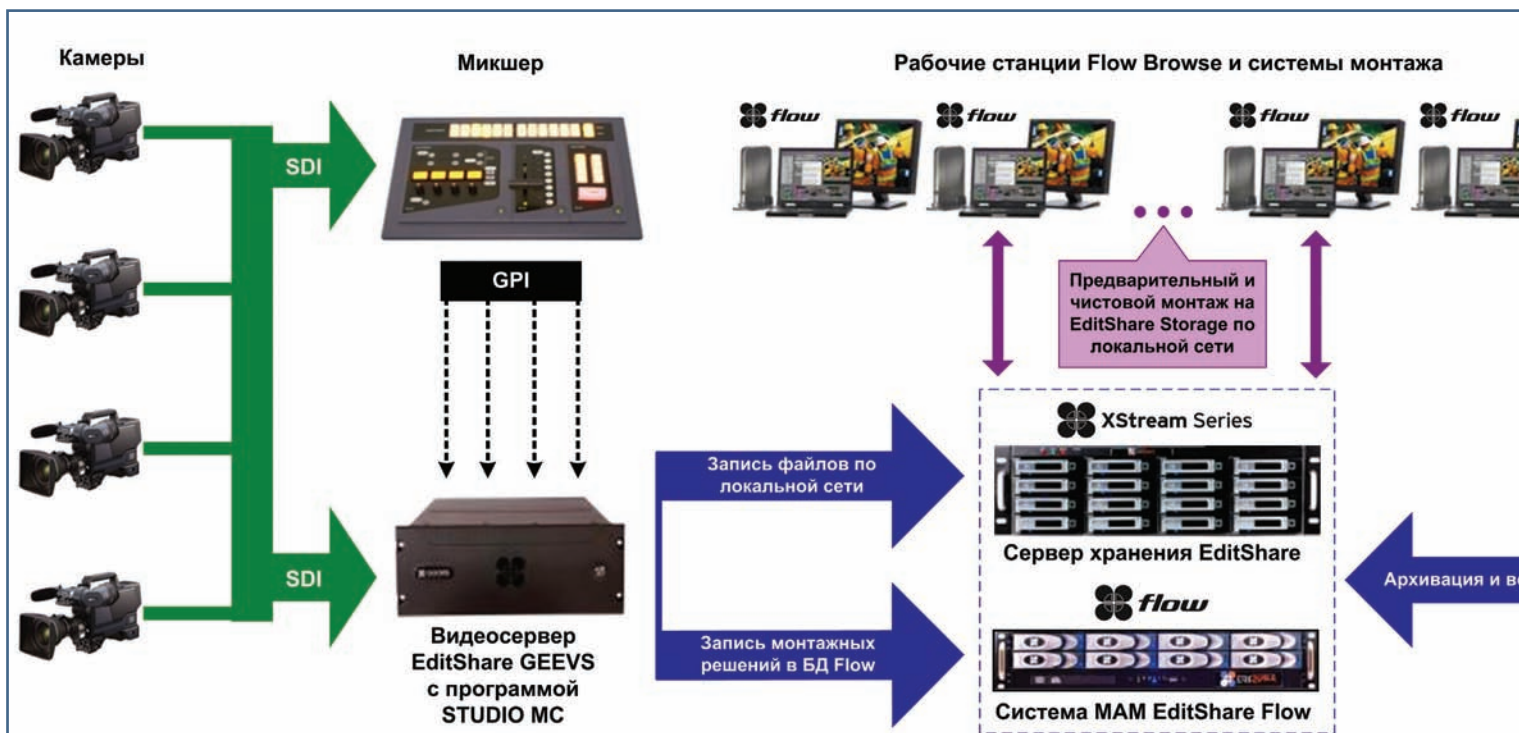 Камеры
Микшер
Рабочие станции Flow Browse и системы монтажа
flow
flow
flow
flow
SDI
GPI
Предварительный и
чистовой монтаж на
EditShare Storage по
локальной сети
XStream Series
Запись файлов по
локальной сети
Сервер хранения EditShare
SDI
Архивация и
flow
Видеосервер
EditShare GEEVS
с программой
STUDIO MC
Запись монтажных
решений в БД Flow
Система MAM EditShare Flow